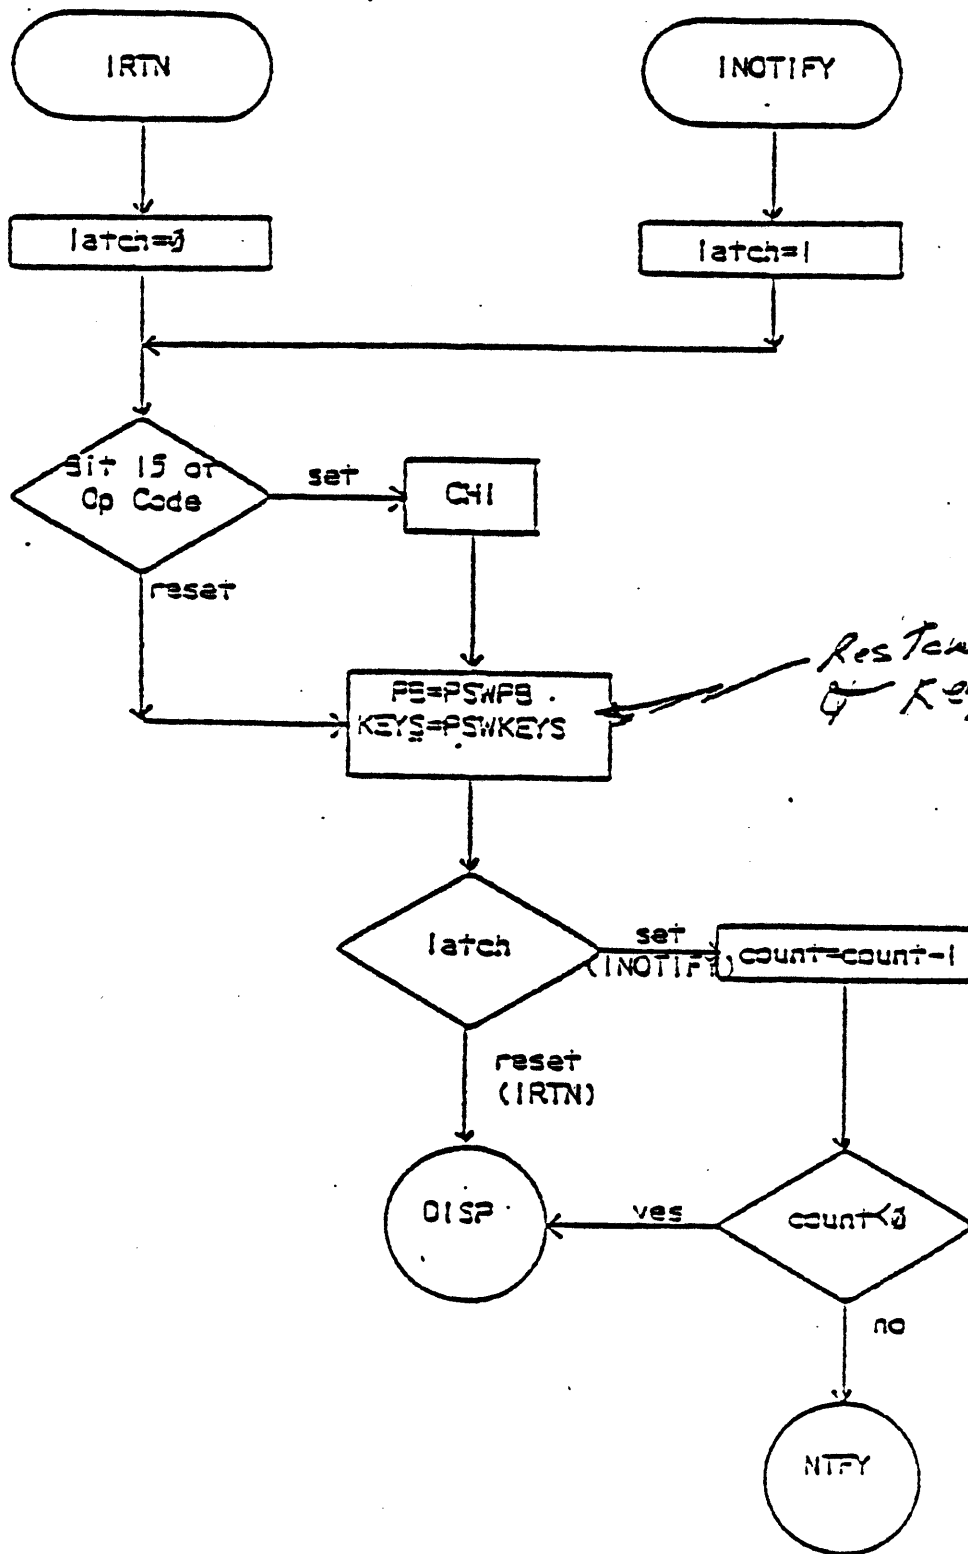 IRTN
INOTIFY
latch=0
latch=1
Bit 15 of
Op Code
set
CHI
reset
PB=PSWPB
KEYS=PSWKEYS
latch
set
(INOTIFY)
count=count-1
reset
(IRTN)
DISP
yes
count<0
no
NTFY